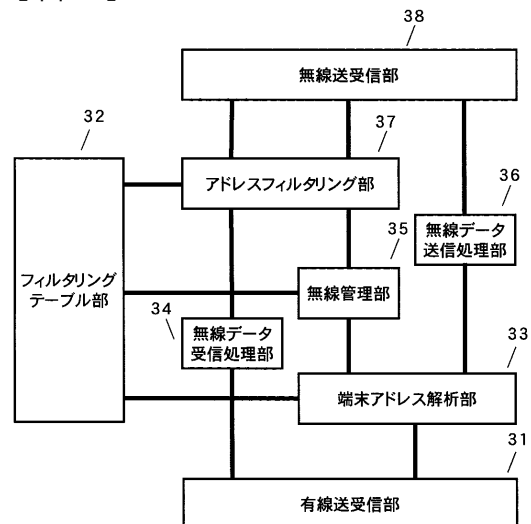 38
無線送受信部
32
37
アドレスフィルタリング部
36
無線データ
送信処理部
35
フィルタリング
テーブル部
無線管理部
34
無線データ
受信処理部
33
端末アドレス解析部
31
有線送受信部